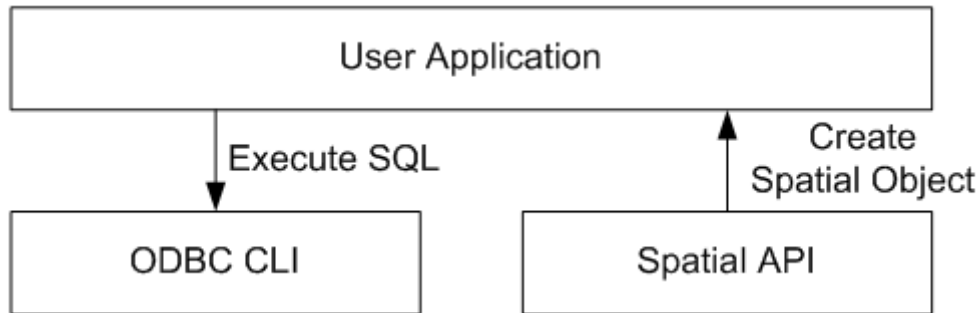 User Application
Execute SQL
Create
Spatial Object
ODBC CLI
Spatial API